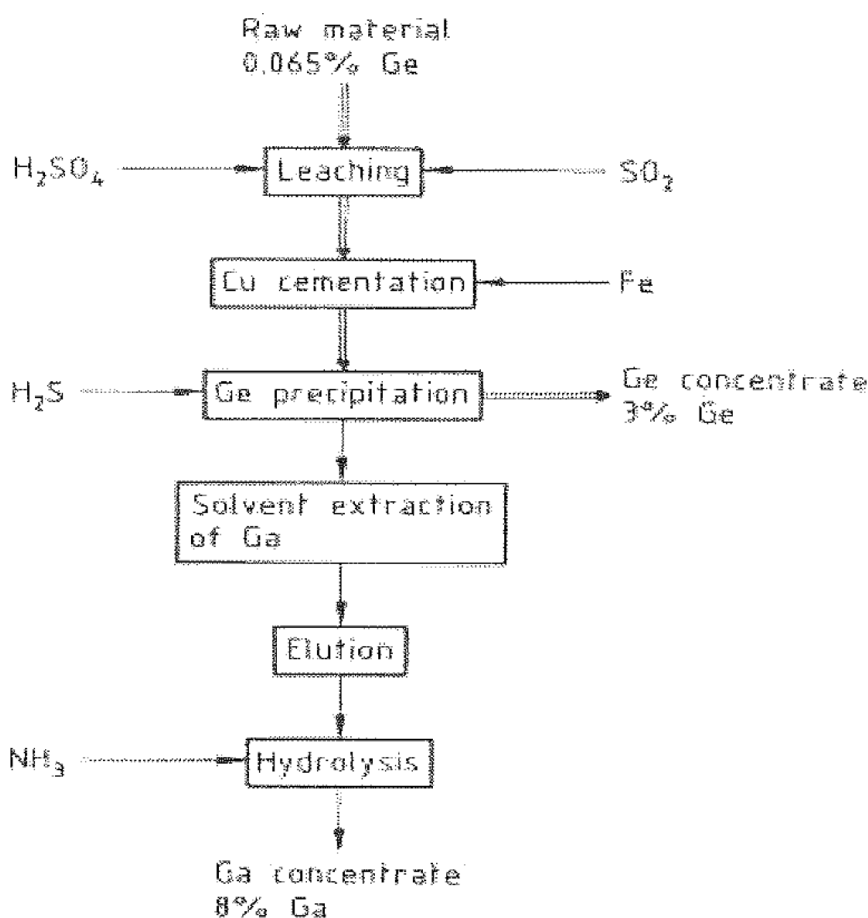 Raw material
0.065% Ge
H₂SO₄
Leaching
SO₂
Cu cementation
Fe
H₂S
Ge precipitation
Ge concentrate
3% Ge
Solvent extraction
of Ga
Elution
NH₃
Hydrolysis
Ga concentrate
8% Ga